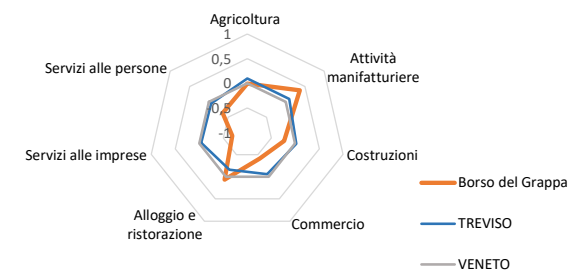 Agricoltura
1
0,5
0
0,5
-1
Attività
manifatturiere
Costruzioni
Commercio
Alloggio e
ristorazione
Servizi alle imprese
Servizi alle persone
Borso del Grappa
TREVISO
VENETO